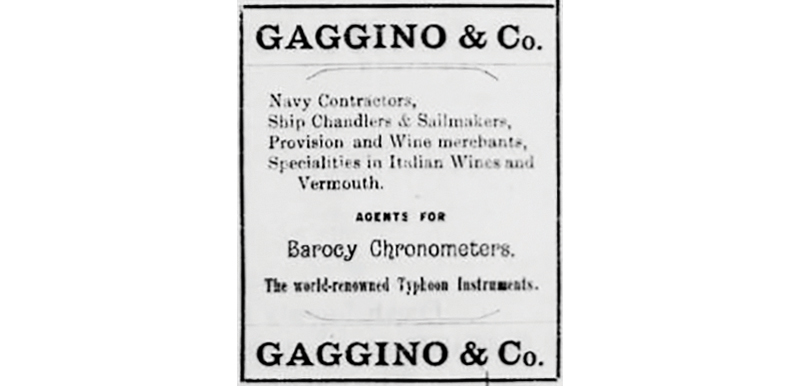 GAGGINO & Co.
Navy Contractors,
Ship Chandlers & Sailmakers,
Provision and Wine merchants,
Specialities in Italian Wines and
Vermouth.
AGENTS FOR
Barocy Chronometers.
The world-renowned Typhoon Instruments.
GAGGINO & Co.